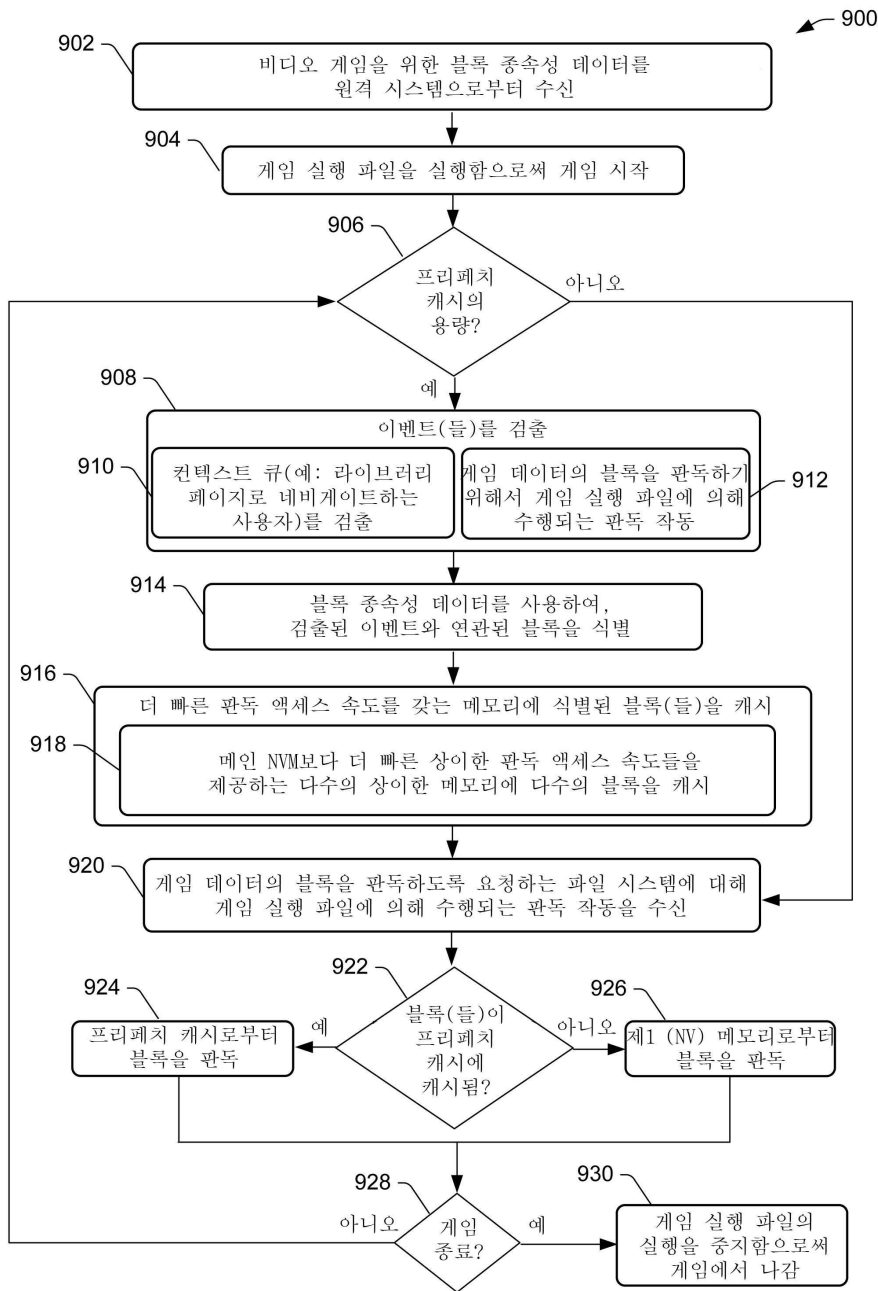 900
902
비디오 게임을 위한 블록 종속성 데이터를
원격 시스템으로부터 수신
904
게임 실행 파일을 실행함으로써 게임 시작
906
프리페치
캐시의
용량?
아니오
예
908
이벤트(들)를 검출
910
컨텍스트 큐(예: 라이브러리
페이지로 네비게이트하는
사용자)를 검출
게임 데이터의 블록을 판독하기
위해서 게임 실행 파일에 의해
수행되는 판독 작동
912
914
블록 종속성 데이터를 사용하여,
검출된 이벤트와 연관된 블록을 식별
916
더 빠른 판독 액세스 속도를 갖는 메모리에 식별된 블록(들)을 캐시
918
메인 NVM보다 더 빠른 상이한 판독 액세스 속도들을
제공하는 다수의 상이한 메모리에 다수의 블록을 캐시
920
게임 데이터의 블록을 판독하도록 요청하는 파일 시스템에 대해
게임 실행 파일에 의해 수행되는 판독 작동을 수신
922
블록(들)이
프리페치
캐시에
캐시됨?
예
아니오
924
프리페치 캐시로부터
블록을 판독
926
제1 (NV) 메모리로부터
블록을 판독
928
게임
종료?
아니오
예
930
게임 실행 파일의
실행을 중지함으로써
게임에서 나감